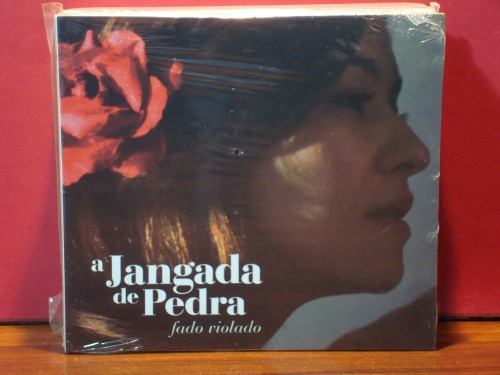 a Jangada
de Pedra
fado violado